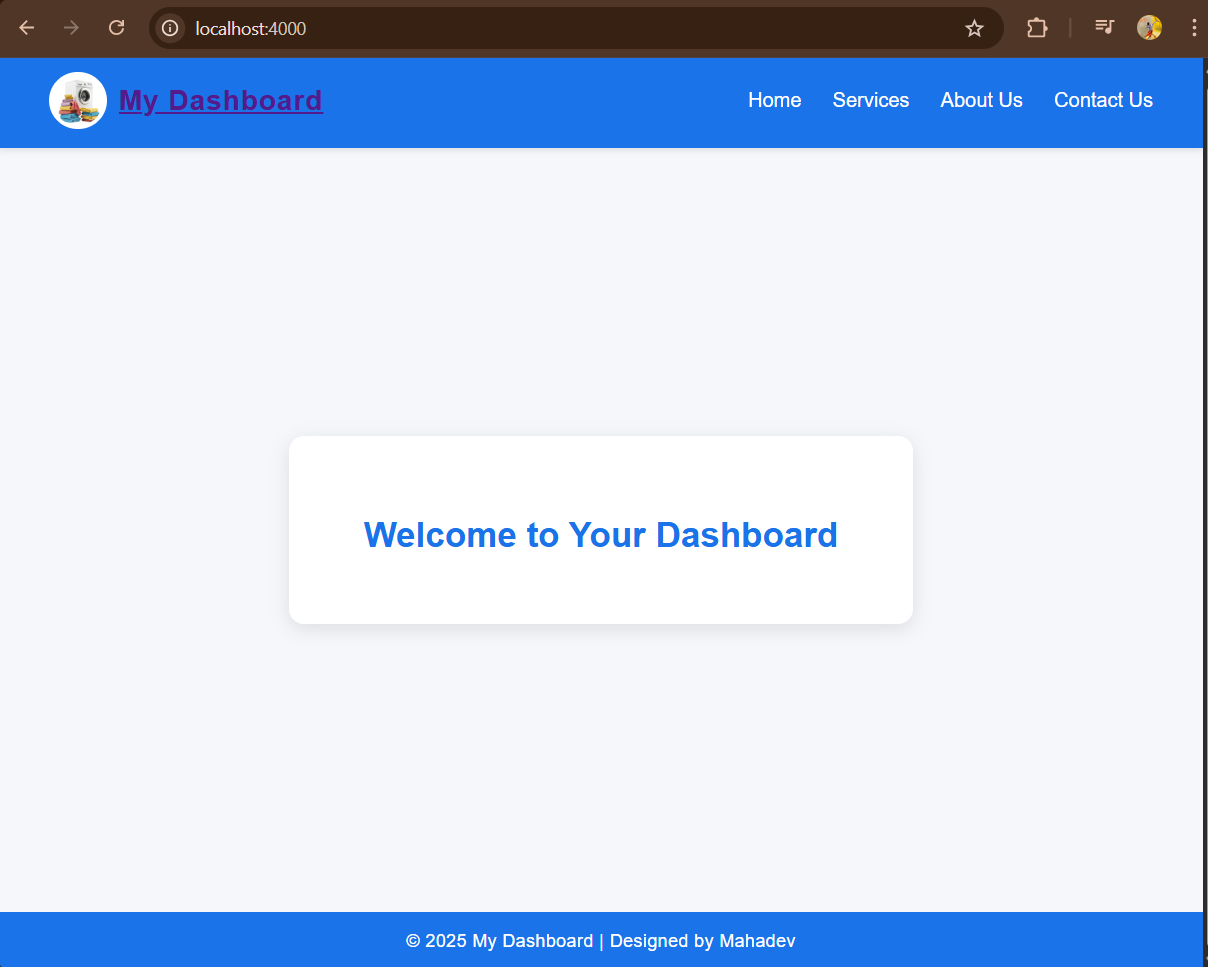 localhost:4000
My Dashboard
Home Services About Us Contact Us
Welcome to Your Dashboard
© 2025 My Dashboard | Designed by Mahadev